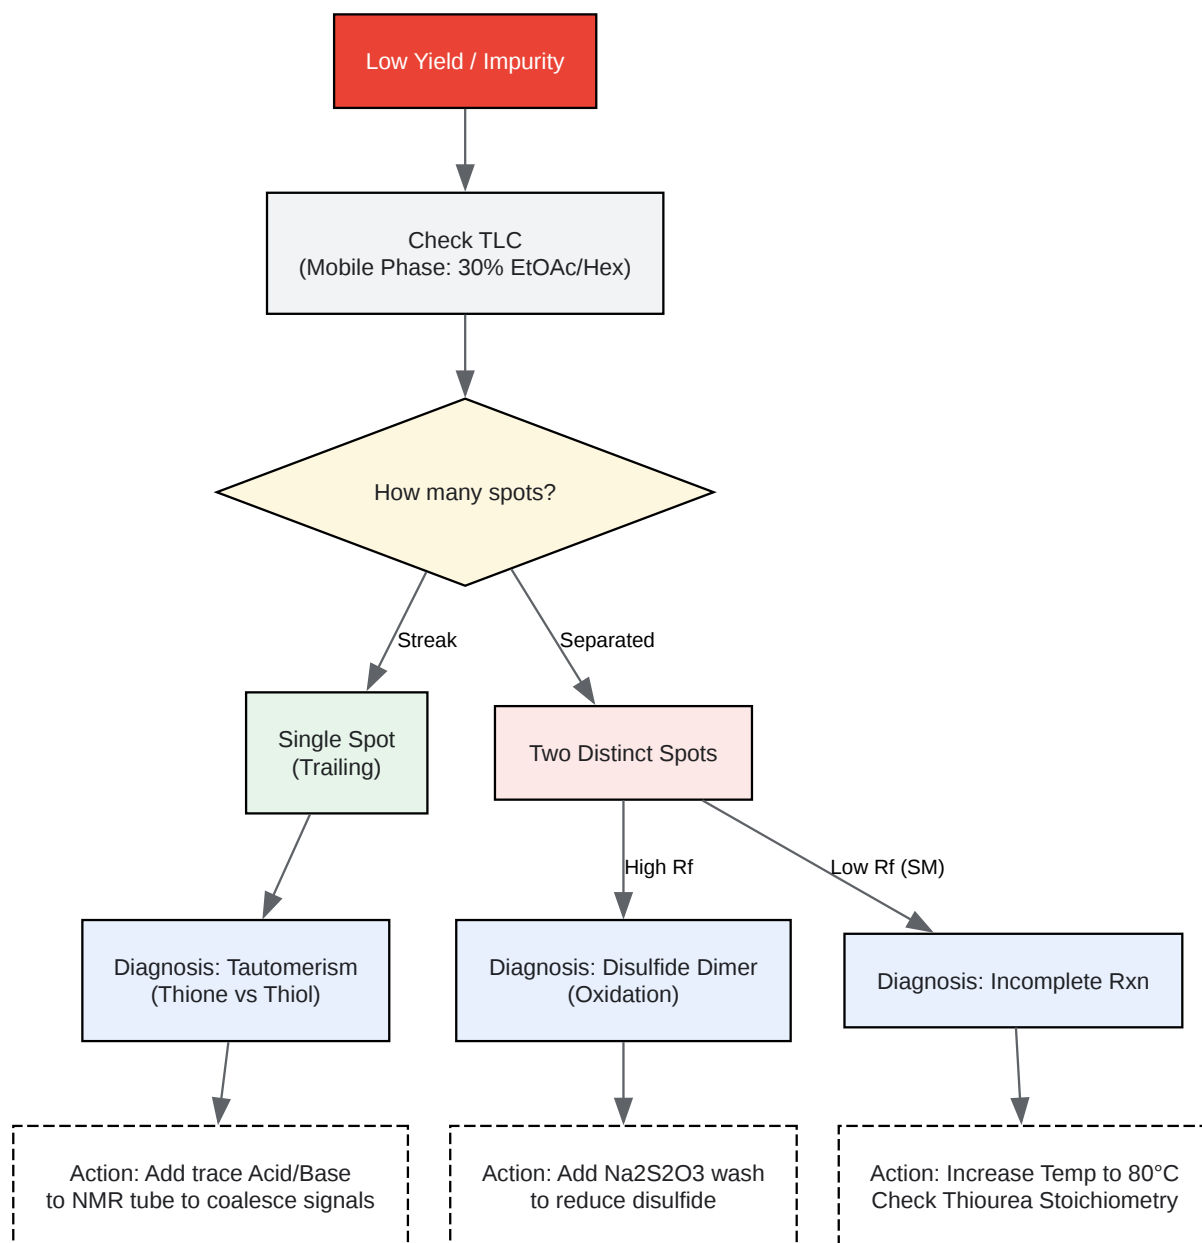 Low Yield / Impurity
Check TLC
(Mobile Phase: 30% EtOAc/Hex)
How many spots?
Streak
Separated
Single Spot
(Trailing)
Two Distinct Spots
High Rf
Low Rf (SM)
Diagnosis: Tautomerism
(Thione vs Thiol)
Diagnosis: Disulfide Dimer
(Oxidation)
Diagnosis: Incomplete Rxn
Action: Add trace Acid/Base
to NMR tube to coalesce signals
Action: Add Na2S2O3 wash
to reduce disulfide
Action: Increase Temp to 80°C
Check Thiourea Stoichiometry